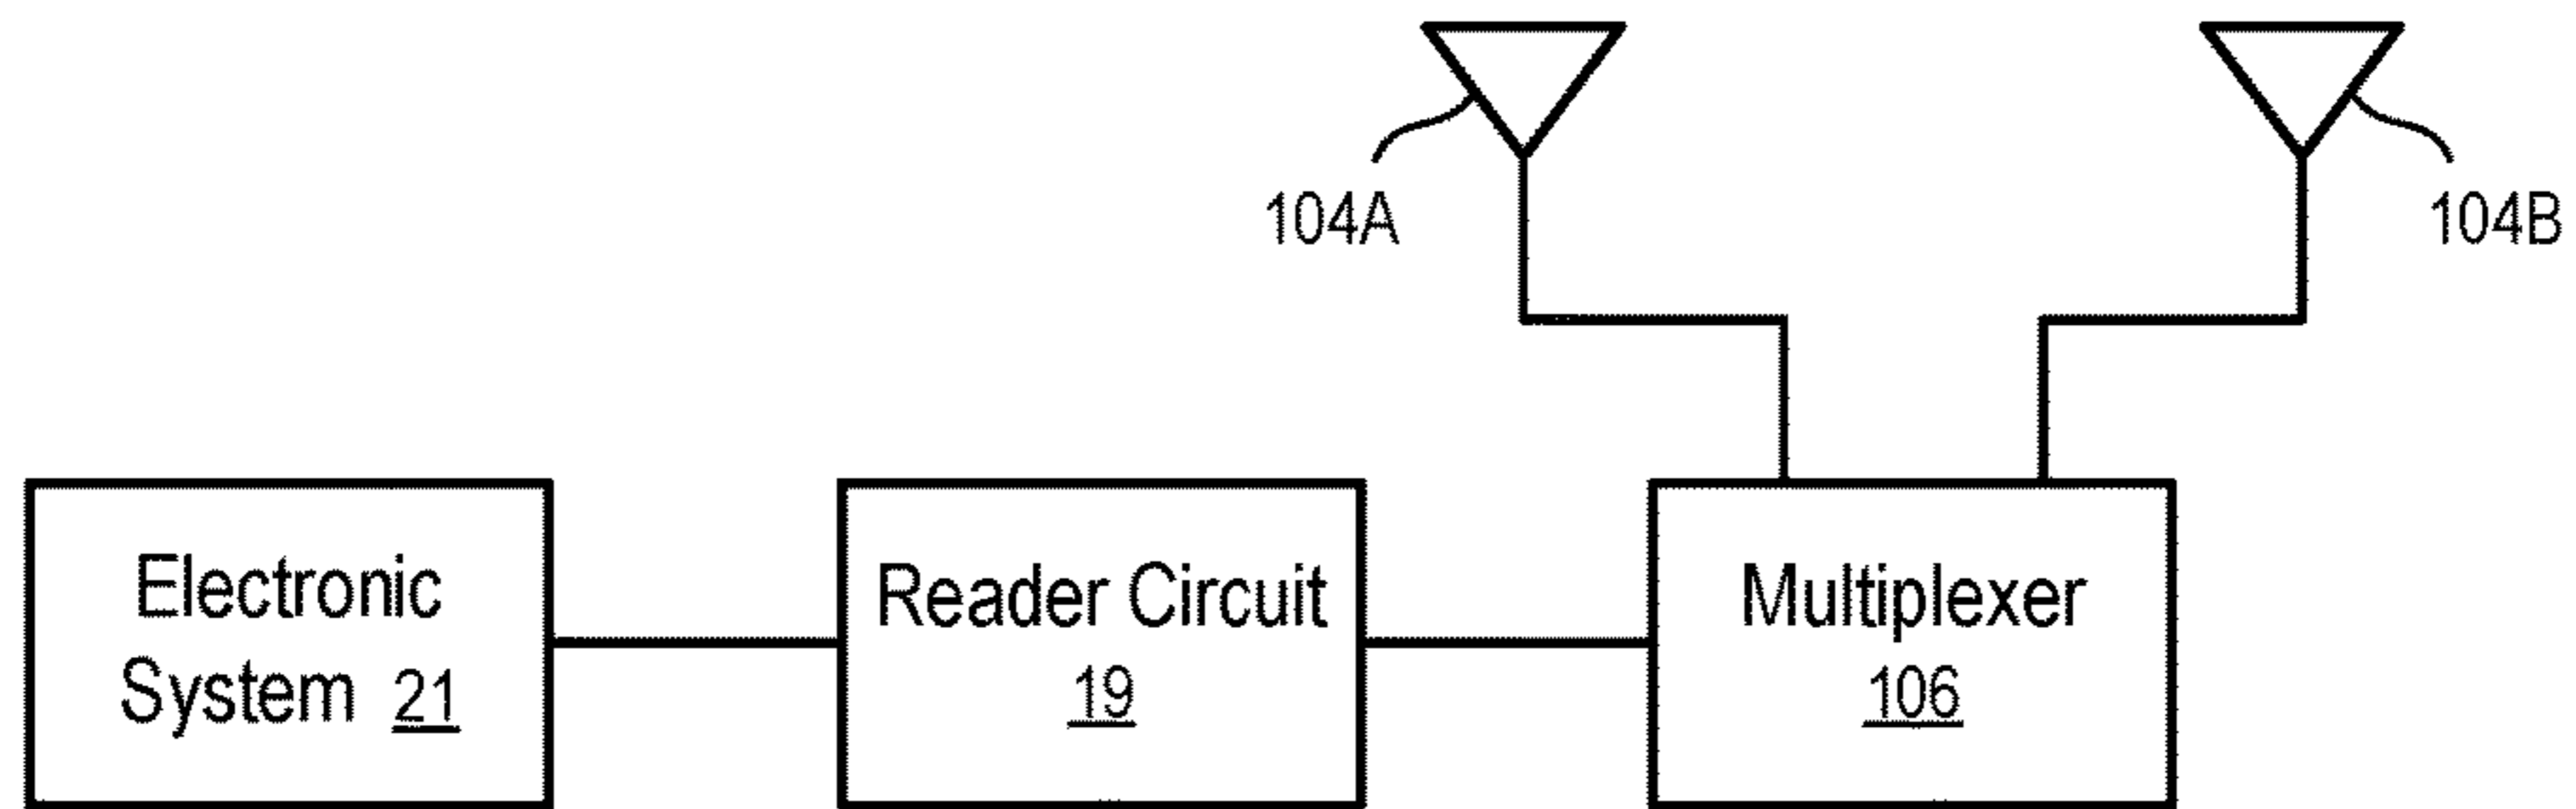 104A
104B
Electronic
System 21
Reader Circuit
19
Multiplexer
106